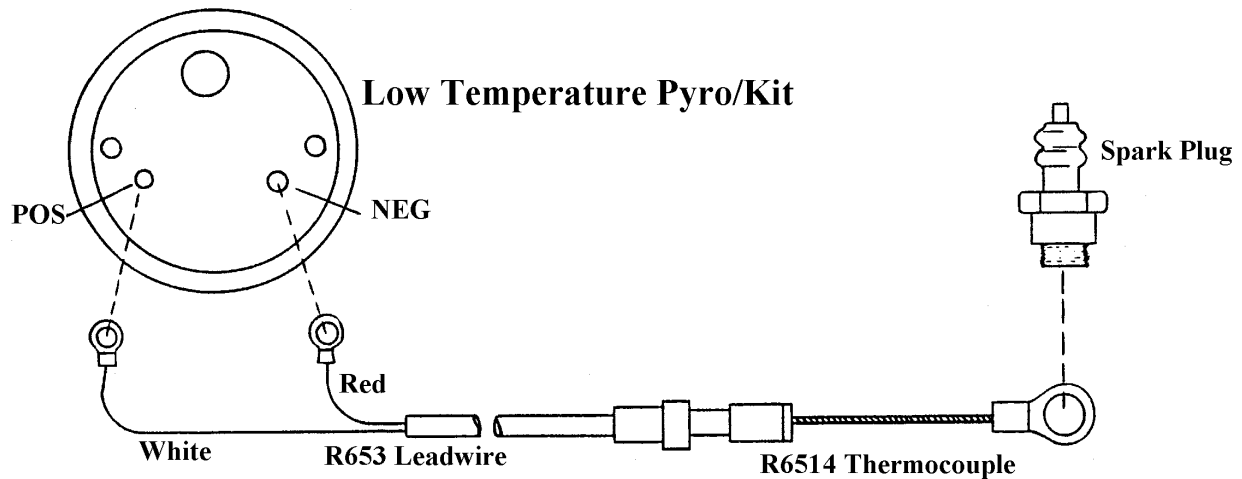 Low Temperature Pyro/Kit
Spark Plug
POS
NEG
Red
White
R653 Leadwire
R6514 Thermocouple